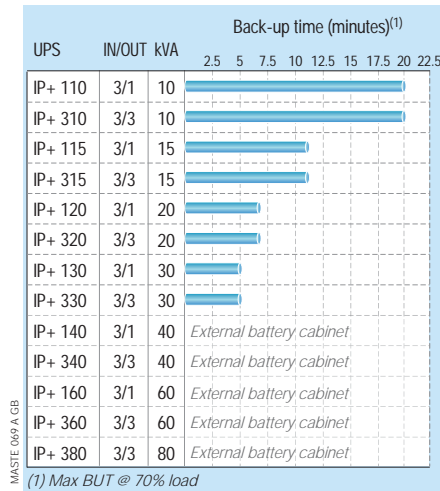 Back-up time (minutes)(1)
UPS IN/OUT kVA
2.5 5 7.5 10 12.5 15 17.5 20 22.5
IP+ 110 3/1 10
IP+ 310 3/3 10
IP+ 115 3/1 15
IP+ 315 3/3 15
IP+ 120 3/1 20
IP+ 320 3/3 20
IP+ 130 3/1 30
IP+ 330 3/3 30
IP+ 140 3/1 40 External battery cabinet
IP+ 340 3/3 40 External battery cabinet
IP+ 160 3/1 60 External battery cabinet
IP+ 360 3/3 60 External battery cabinet
IP+ 380 3/3 80 External battery cabinet
(1) Max BUT @ 70% load
MASTE 069 A GB